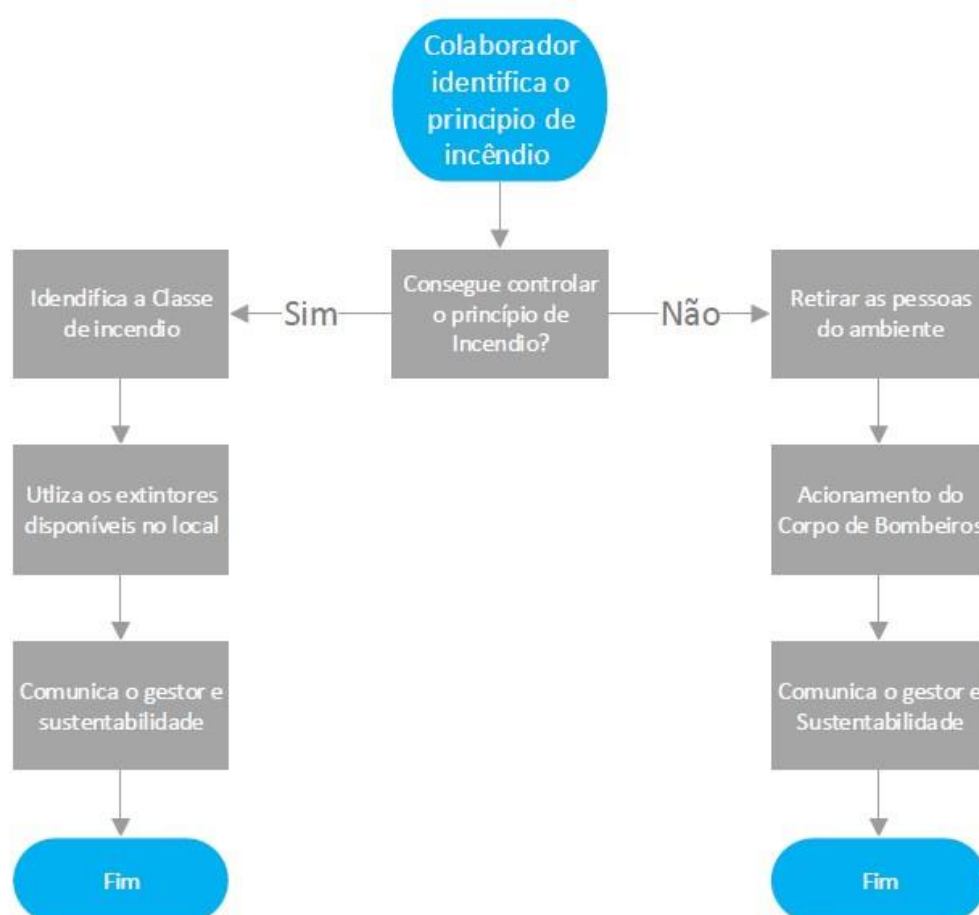 Colaborador
identifica o
principio de
incêndio
Idendifica a Classe
de incendio
Sim
Consegue controlar
o princípio de
Incendio?
Não
Retirar as pessoas
do ambiente
Utliza os extintores
disponíveis no local
Acionamento do
Corpo de Bombeiros
Comunica o gestor e
sustentabilidade
Comunica o gestor e
Sustentabilidade
Fim
Fim